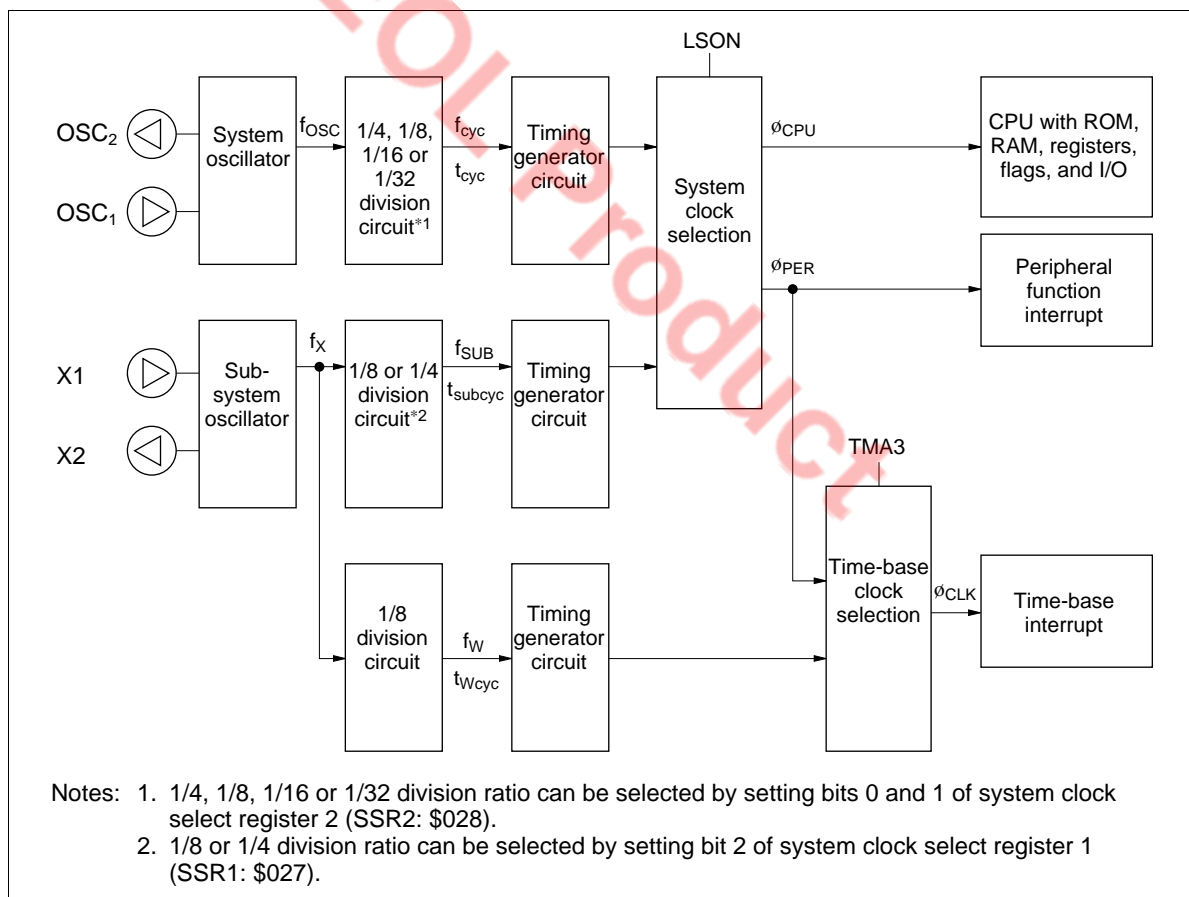 LSON
OSC2
OSC1
System
oscillator
fOSC
1/4, 1/8,
1/16 or
1/32
division
circuit*1
fcyc
tcyc
Timing
generator
circuit
System
clock
selection
øCPU
CPU with ROM,
RAM, registers,
flags, and I/O
øPER
Peripheral
function
interrupt
X1
X2
Sub-
system
oscillator
fX
1/8 or 1/4
division
circuit*2
fSUB
tsubcyc
Timing
generator
circuit
TMA3
1/8
division
circuit
fW
tWcyc
Timing
generator
circuit
Time-base
clock
selection
øCLK
Time-base
interrupt
Notes: 1. 1/4, 1/8, 1/16 or 1/32 division ratio can be selected by setting bits 0 and 1 of system clock
select register 2 (SSR2: $028).
2. 1/8 or 1/4 division ratio can be selected by setting bit 2 of system clock select register 1
(SSR1: $027).
OL Product